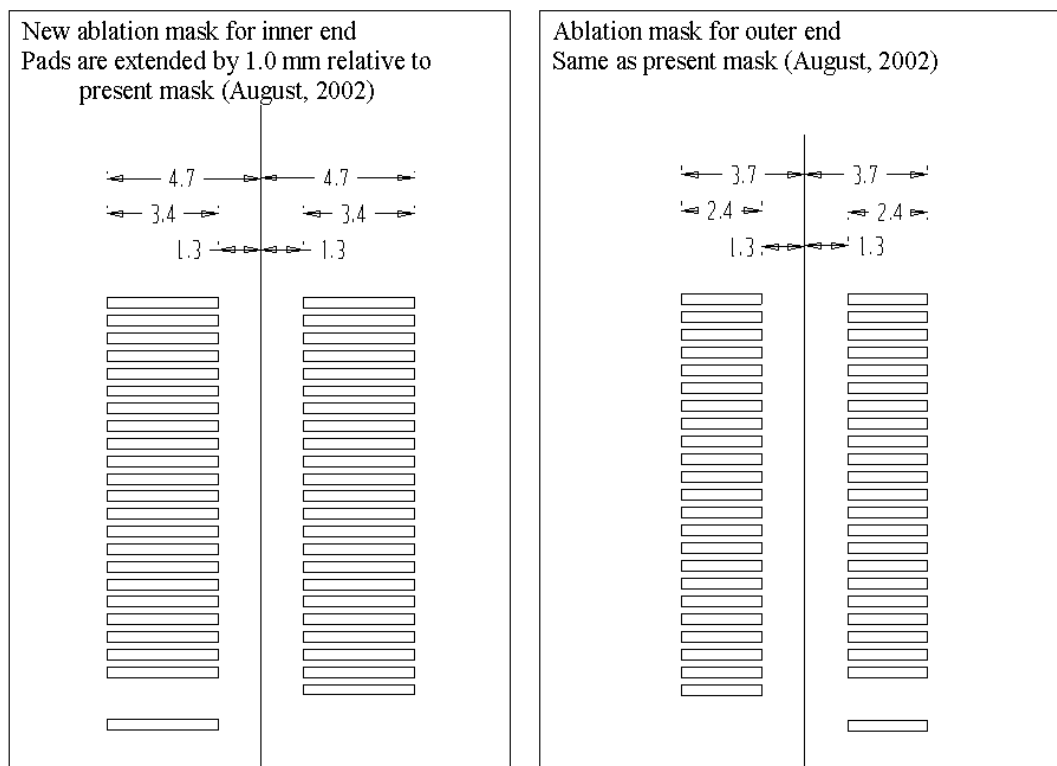 New ablation mask for inner end
Pads are extended by 1.0 mm relative to
present mask (August, 2002)
4.7 4.7
3.4 3.4
1.3 1.3
Ablation mask for outer end
Same as present mask (August, 2002)
3.7 3.7
2.4 2.4
1.3 1.3